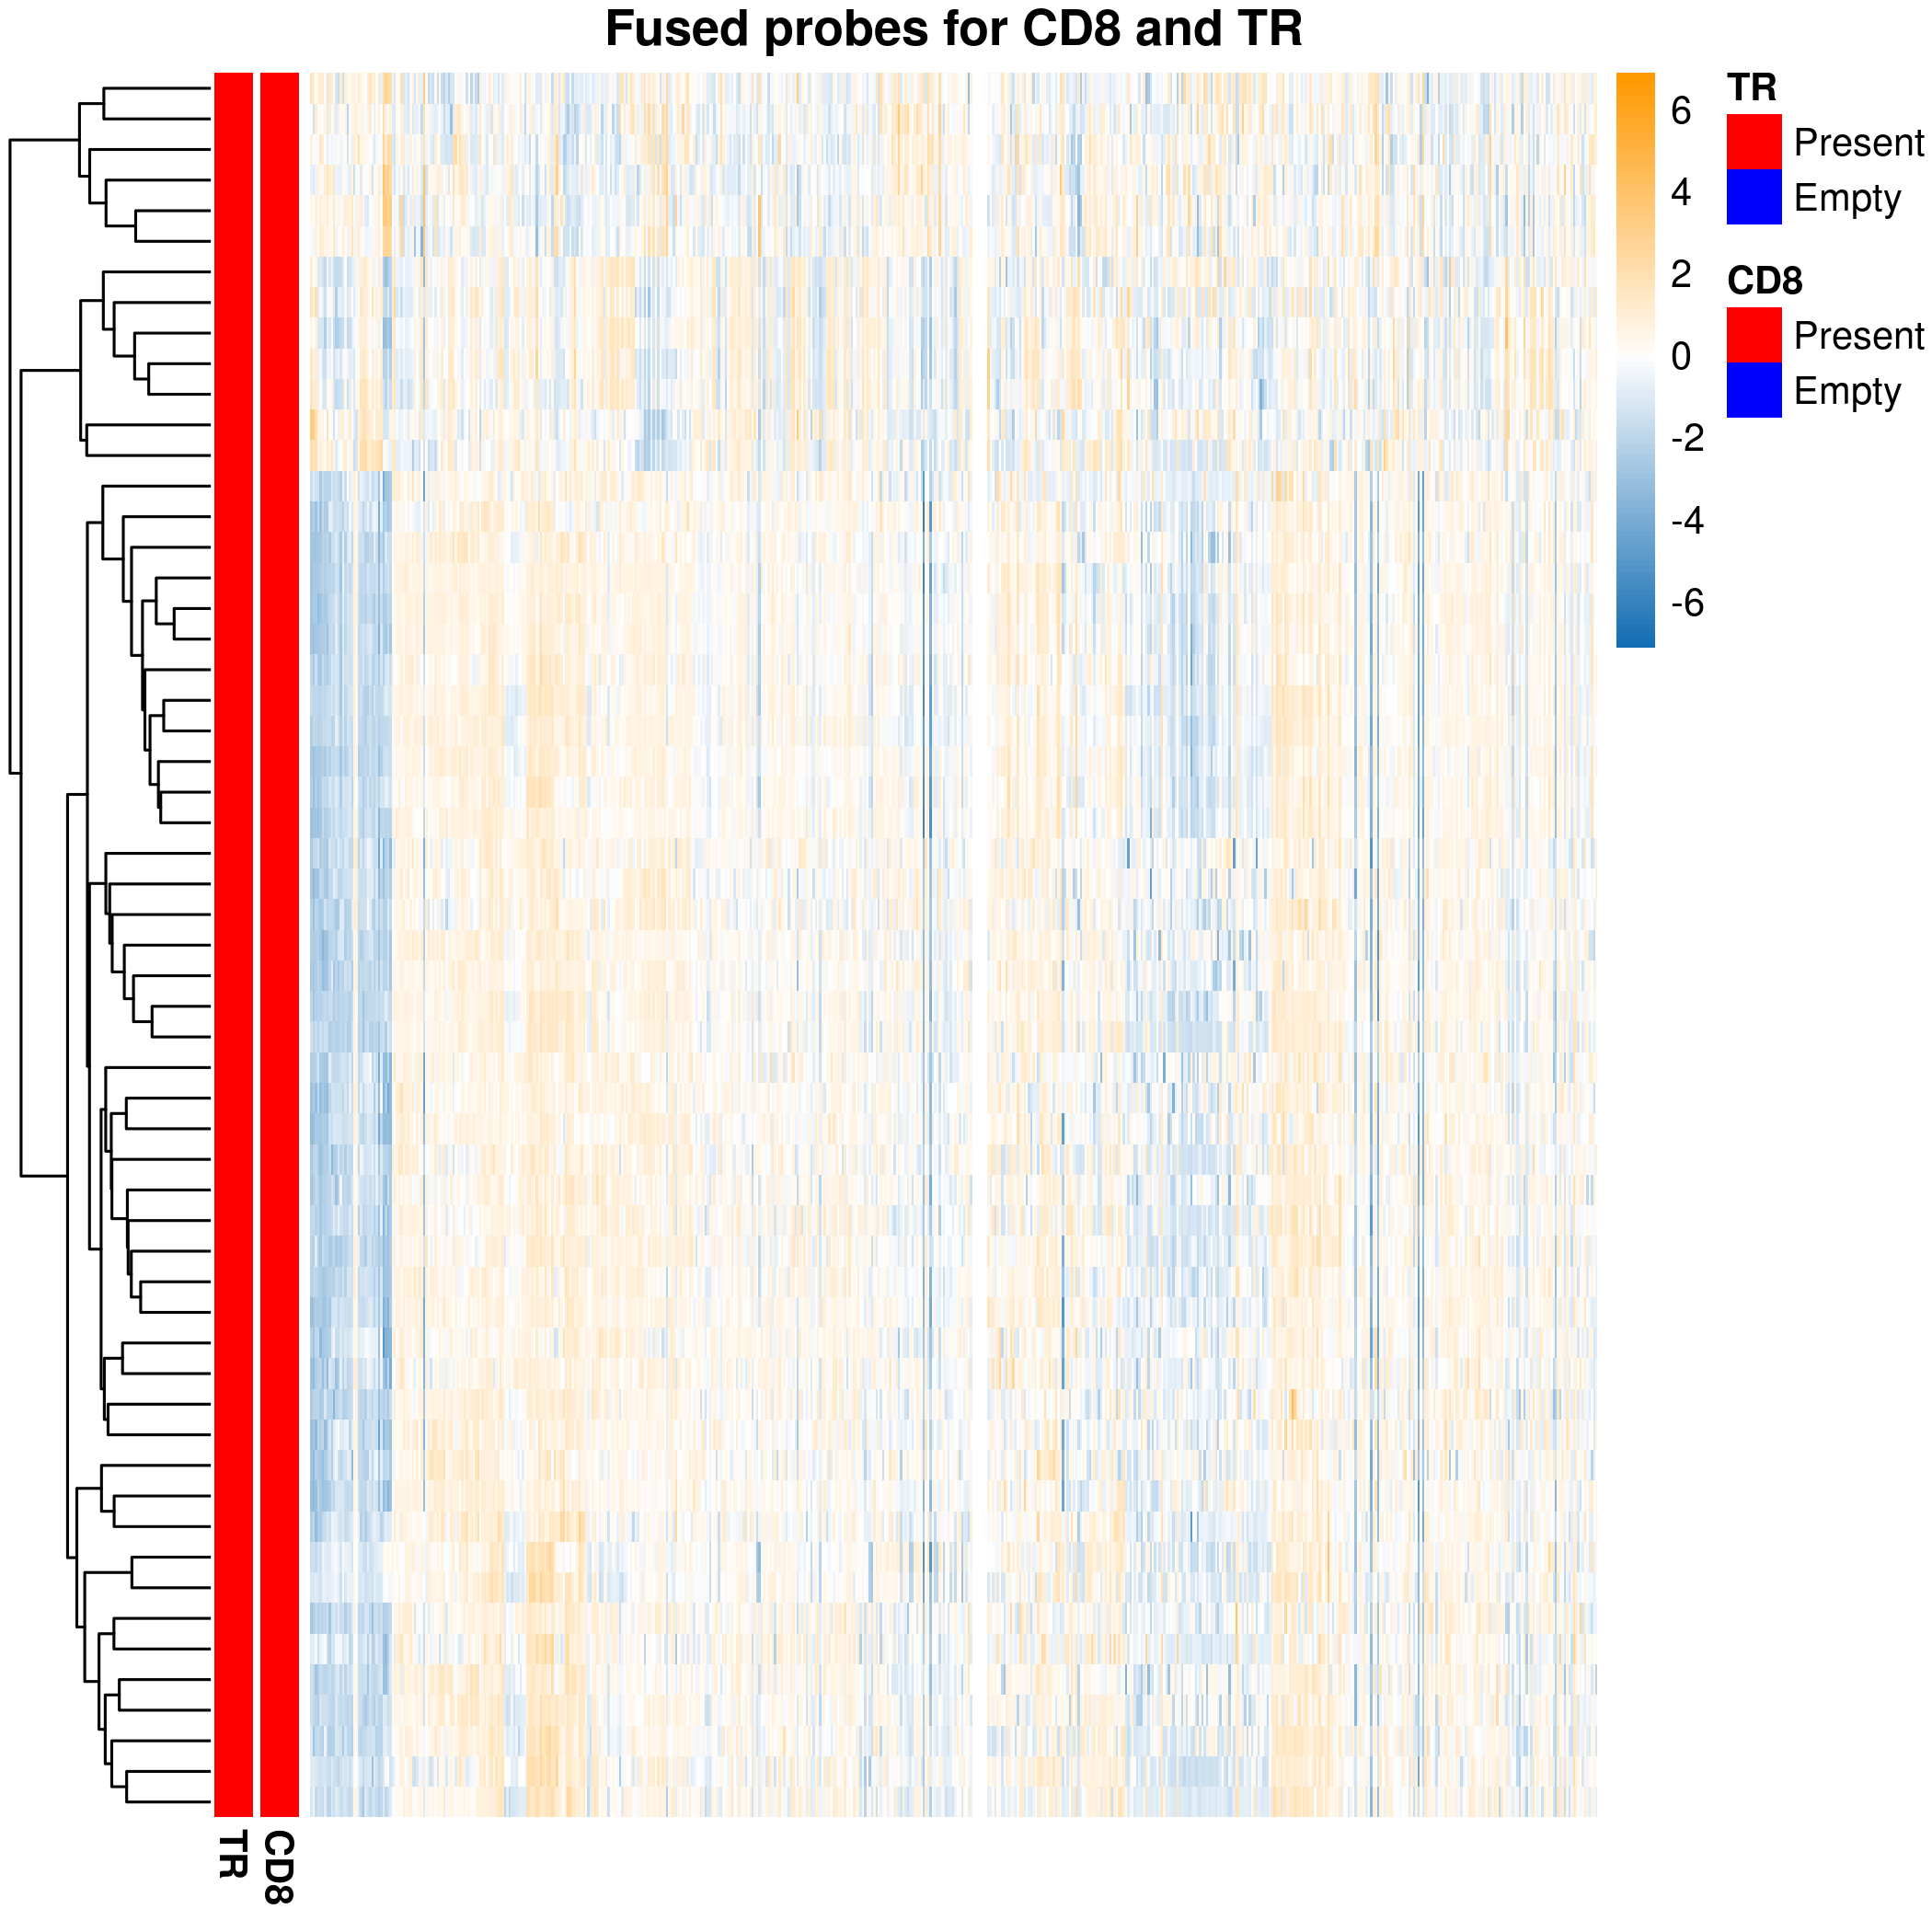 Fused probes for CD8 and TR
6
4
2
0
-2
-4
-6
TR
Present
Empty
CD8
Present
Empty
TR
CD8